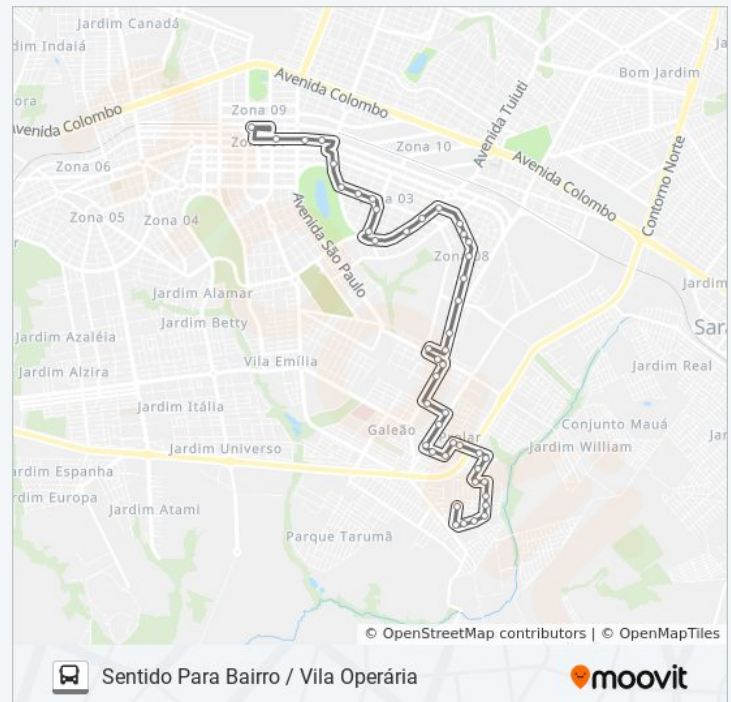 Jardim Canadá
Jardim Indaiá
Bom Jardim
Avenida Colombo
Zona 09
Avenida Colombo
Avenida Tuiuti
Zona 10
Avenida Colombo
Contorno Norte
Zona 06
Zona 03
Zona 05
Zona 04
Avenida São Paulo
Zona 08
Jardim Alamar
Jardim Betty
Jardim Azaléia
Jardim Real
Vila Emília
Jardim Alzira
Jardim Itália
Conjunto Mauá
Galeão
Jardim William
Jardim Universo
Jardim Espanha
Jardim Europa
Jardim Atami
Parque Tarumã
© OpenStreetMap contributors | © OpenMapTiles
Sentido Para Bairro / Vila Operária
moovit